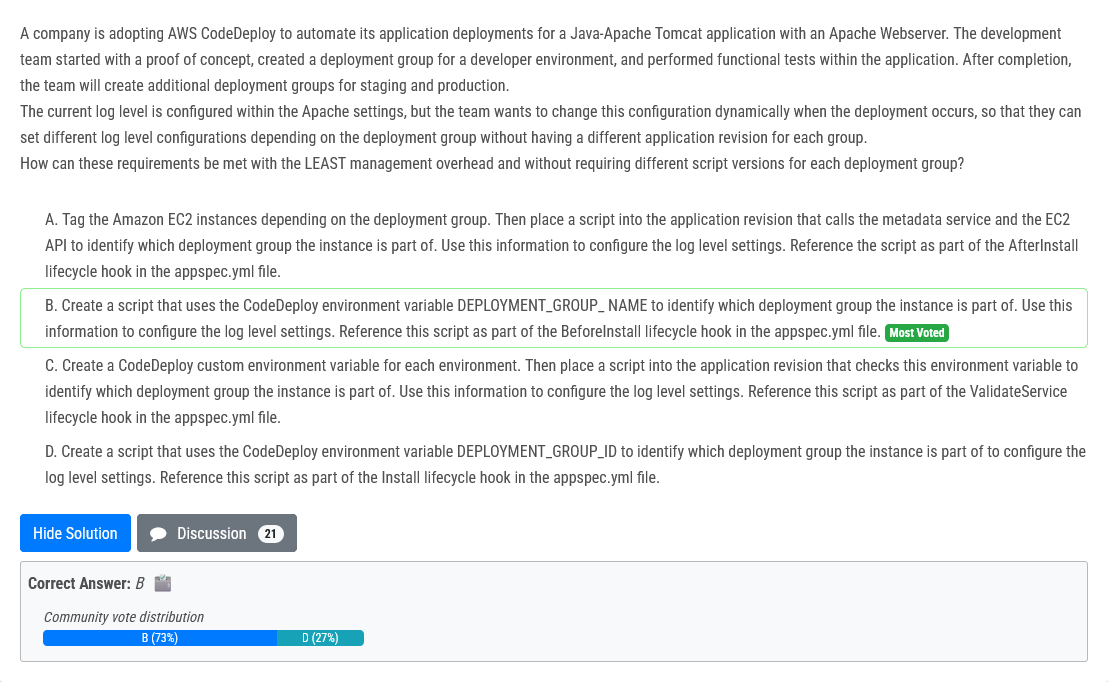 A company is adopting AWS CodeDeploy to automate its application deployments for a Java-Apache Tomcat application with an Apache Webserver. The development
team started with a proof of concept, created a deployment group for a developer environment, and performed functional tests within the application. After completion,
the team will create additional deployment groups for staging and production.
The current log level is configured within the Apache settings, but the team wants to change this configuration dynamically when the deployment occurs, so that they can
set different log level configurations depending on the deployment group without having a different application revision for each group.
How can these requirements be met with the LEAST management overhead and without requiring different script versions for each deployment group?
A. Tag the Amazon EC2 instances depending on the deployment group. Then place a script into the application revision that calls the metadata service and the EC2
API to identify which deployment group the instance is part of. Use this information to configure the log level settings. Reference the script as part of the AfterInstall
lifecycle hook in the appspec.yml file.
B. Create a script that uses the CodeDeploy environment variable DEPLOYMENT_GROUP_ NAME to identify which deployment group the instance is part of. Use this
information to configure the log level settings. Reference this script as part of the BeforeInstall lifecycle hook in the appspec.yml file. Most Voted
C. Create a CodeDeploy custom environment variable for each environment. Then place a script into the application revision that checks this environment variable to
identify which deployment group the instance is part of. Use this information to configure the log level settings. Reference this script as part of the ValidateService
lifecycle hook in the appspec.yml file.
D. Create a script that uses the CodeDeploy environment variable DEPLOYMENT_GROUP_ID to identify which deployment group the instance is part of to configure the
log level settings. Reference this script as part of the Install lifecycle hook in the appspec.yml file.
Hide Solution Discussion 21
Correct Answer: B
Community vote distribution
B (73%) D (27%)